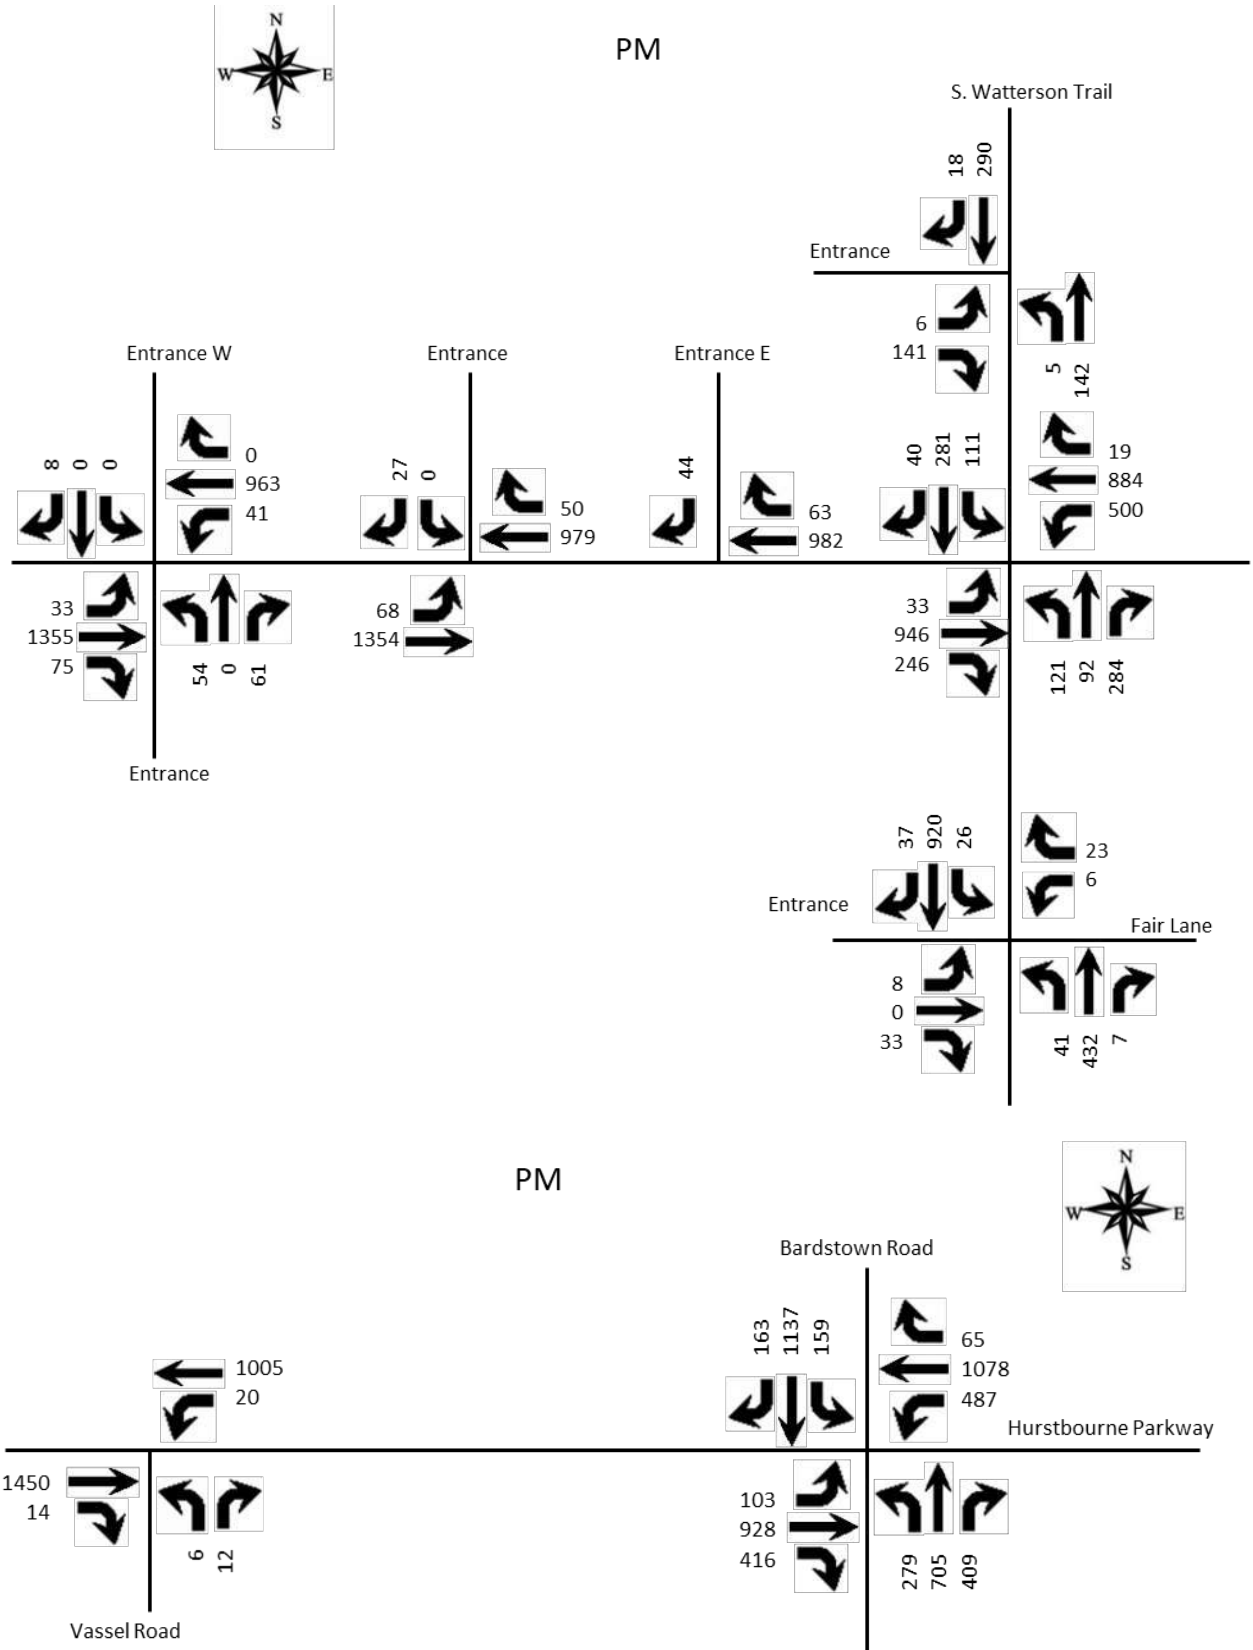 PM
N
W E
S
S. Watterson Trail
18 290
Entrance
6
141
5 142
Entrance W
Entrance
Entrance E
8 0 0
0
963
41
27 0
50
979
44
63
982
40 281 111
19
884
500
33
1355
75
54 0 61
68
1354
33
946
246
121 92 284
Entrance
37 920 26
23
6
Entrance
Fair Lane
8
0
33
41 432 7
PM
N
W E
S
Bardstown Road
163 1137 159
65
1078
487
1005
20
Hurstbourne Parkway
1450
14
6 12
103
928
416
279 705 409
Vassel Road